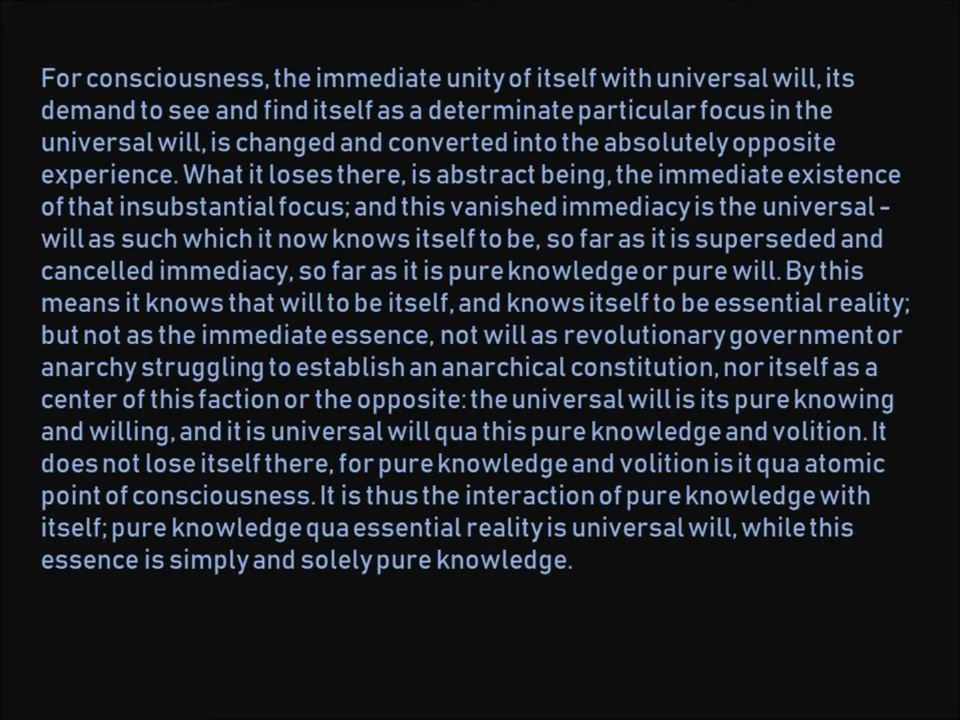 For consciousness, the immediate unity of itself with universal will, its
demand to see and find itself as a determinate particular focus in the
universal will, is changed and converted into the absolutely opposite
experience. What it loses there, is abstract being, the immediate existence
of that insubstantial focus; and this vanished immediacy is the universal -
will as such which it now knows itself to be, so far as it is superseded and
cancelled immediacy, so far as it is pure knowledge or pure will. By this
means it knows that will to be itself, and knows itself to be essential reality;
but not as the immediate essence, not will as revolutionary government or
anarchy struggling to establish an anarchical constitution, nor itself as a
center of this faction or the opposite: the universal will is its pure knowing
and willing, and it is universal will qua this pure knowledge and volition. It
does not lose itself there, for pure knowledge and volition is it qua atomic
point of consciousness. It is thus the interaction of pure knowledge with
itself; pure knowledge qua essential reality is universal will, while this
essence is simply and solely pure knowledge.